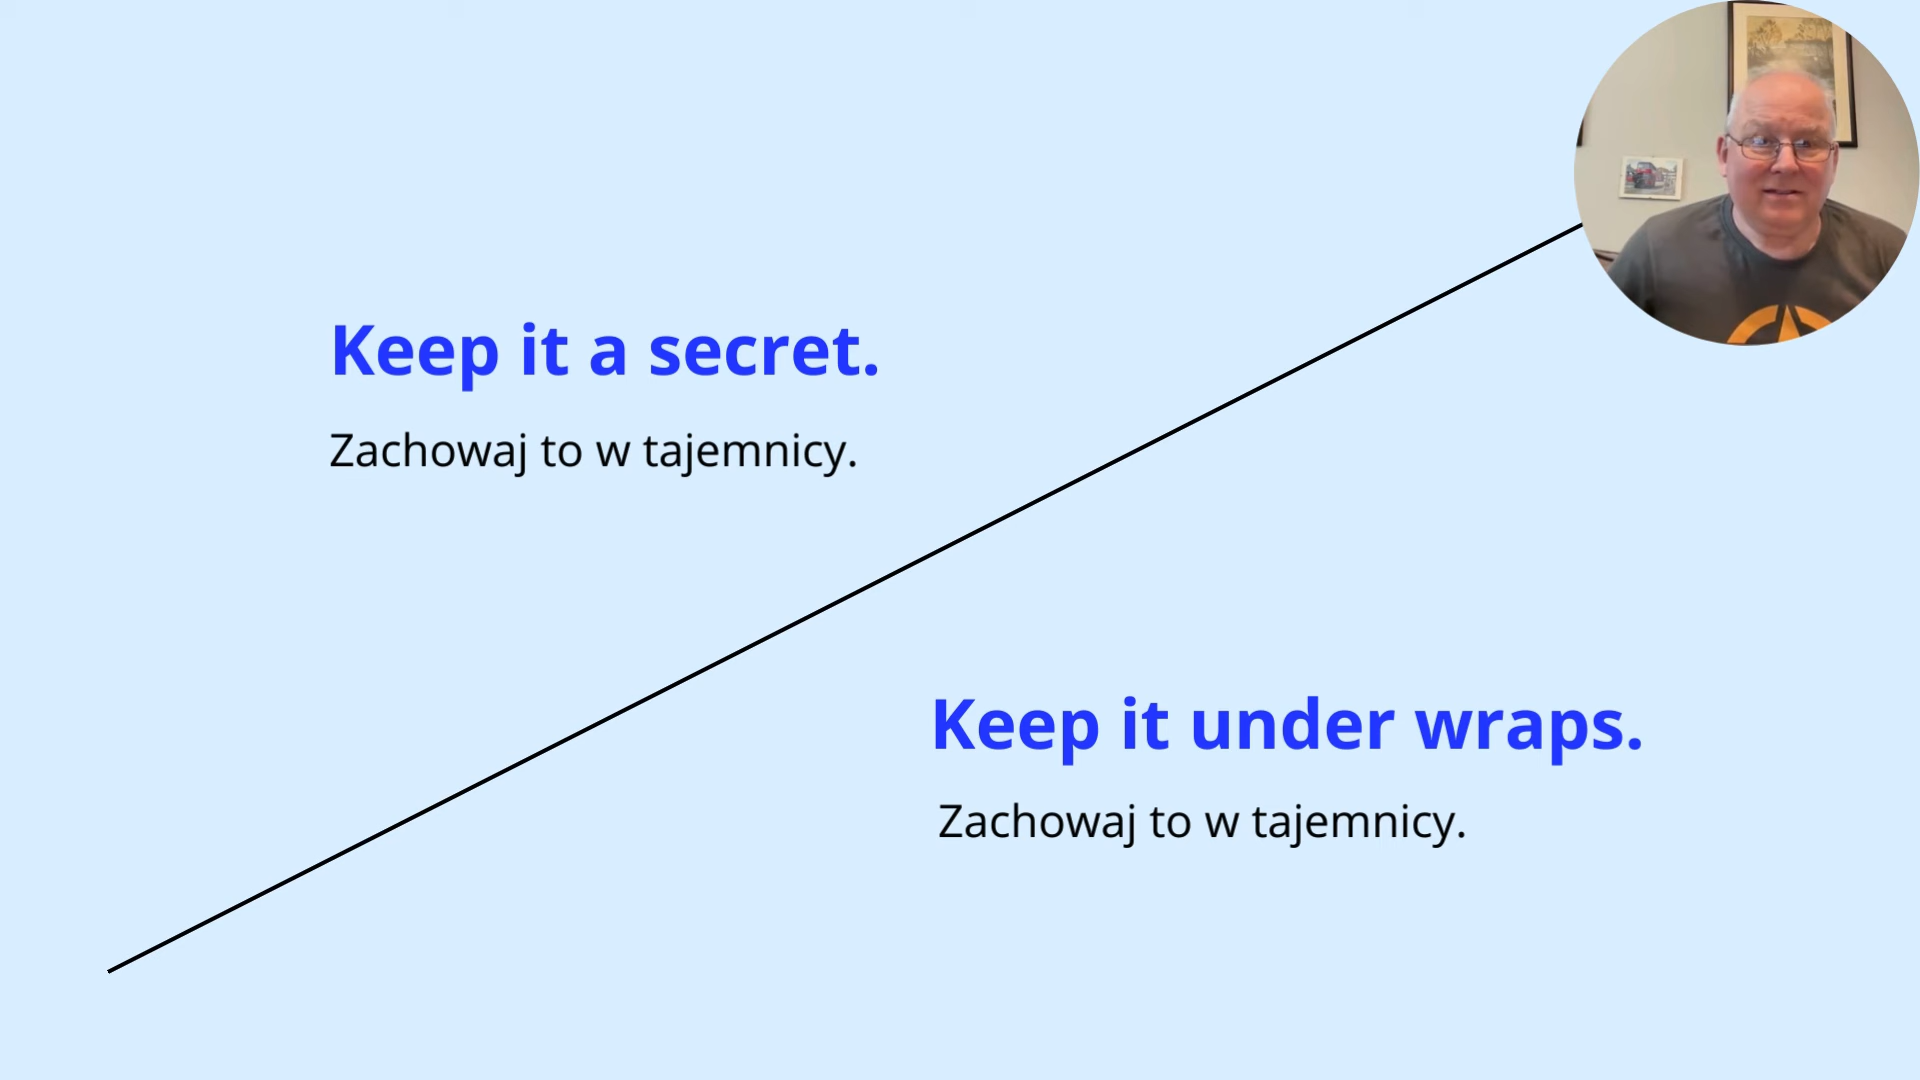 Keep it a secret.
Zachowaj to w tajemnicy.
Keep it under wraps.
Zachowaj to w tajemnicy.